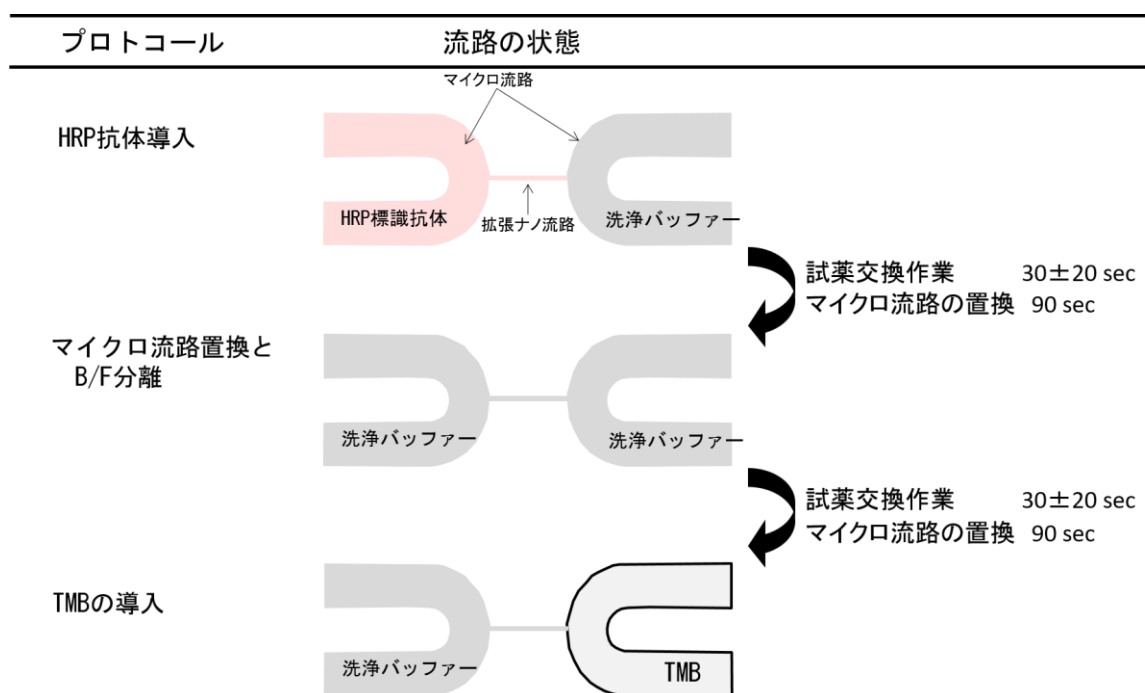 プロトコール 流路の状態
マイクロ流路
HRP抗体導入
HRP標識抗体
拡張ナノ流路
洗浄バッファー
試薬交換作業 30±20 sec
マイクロ流路の置換 90 sec
マイクロ流路置換と
B/F分離
洗浄バッファー
洗浄バッファー
試薬交換作業 30±20 sec
マイクロ流路の置換 90 sec
TMBの導入
洗浄バッファー
TMB